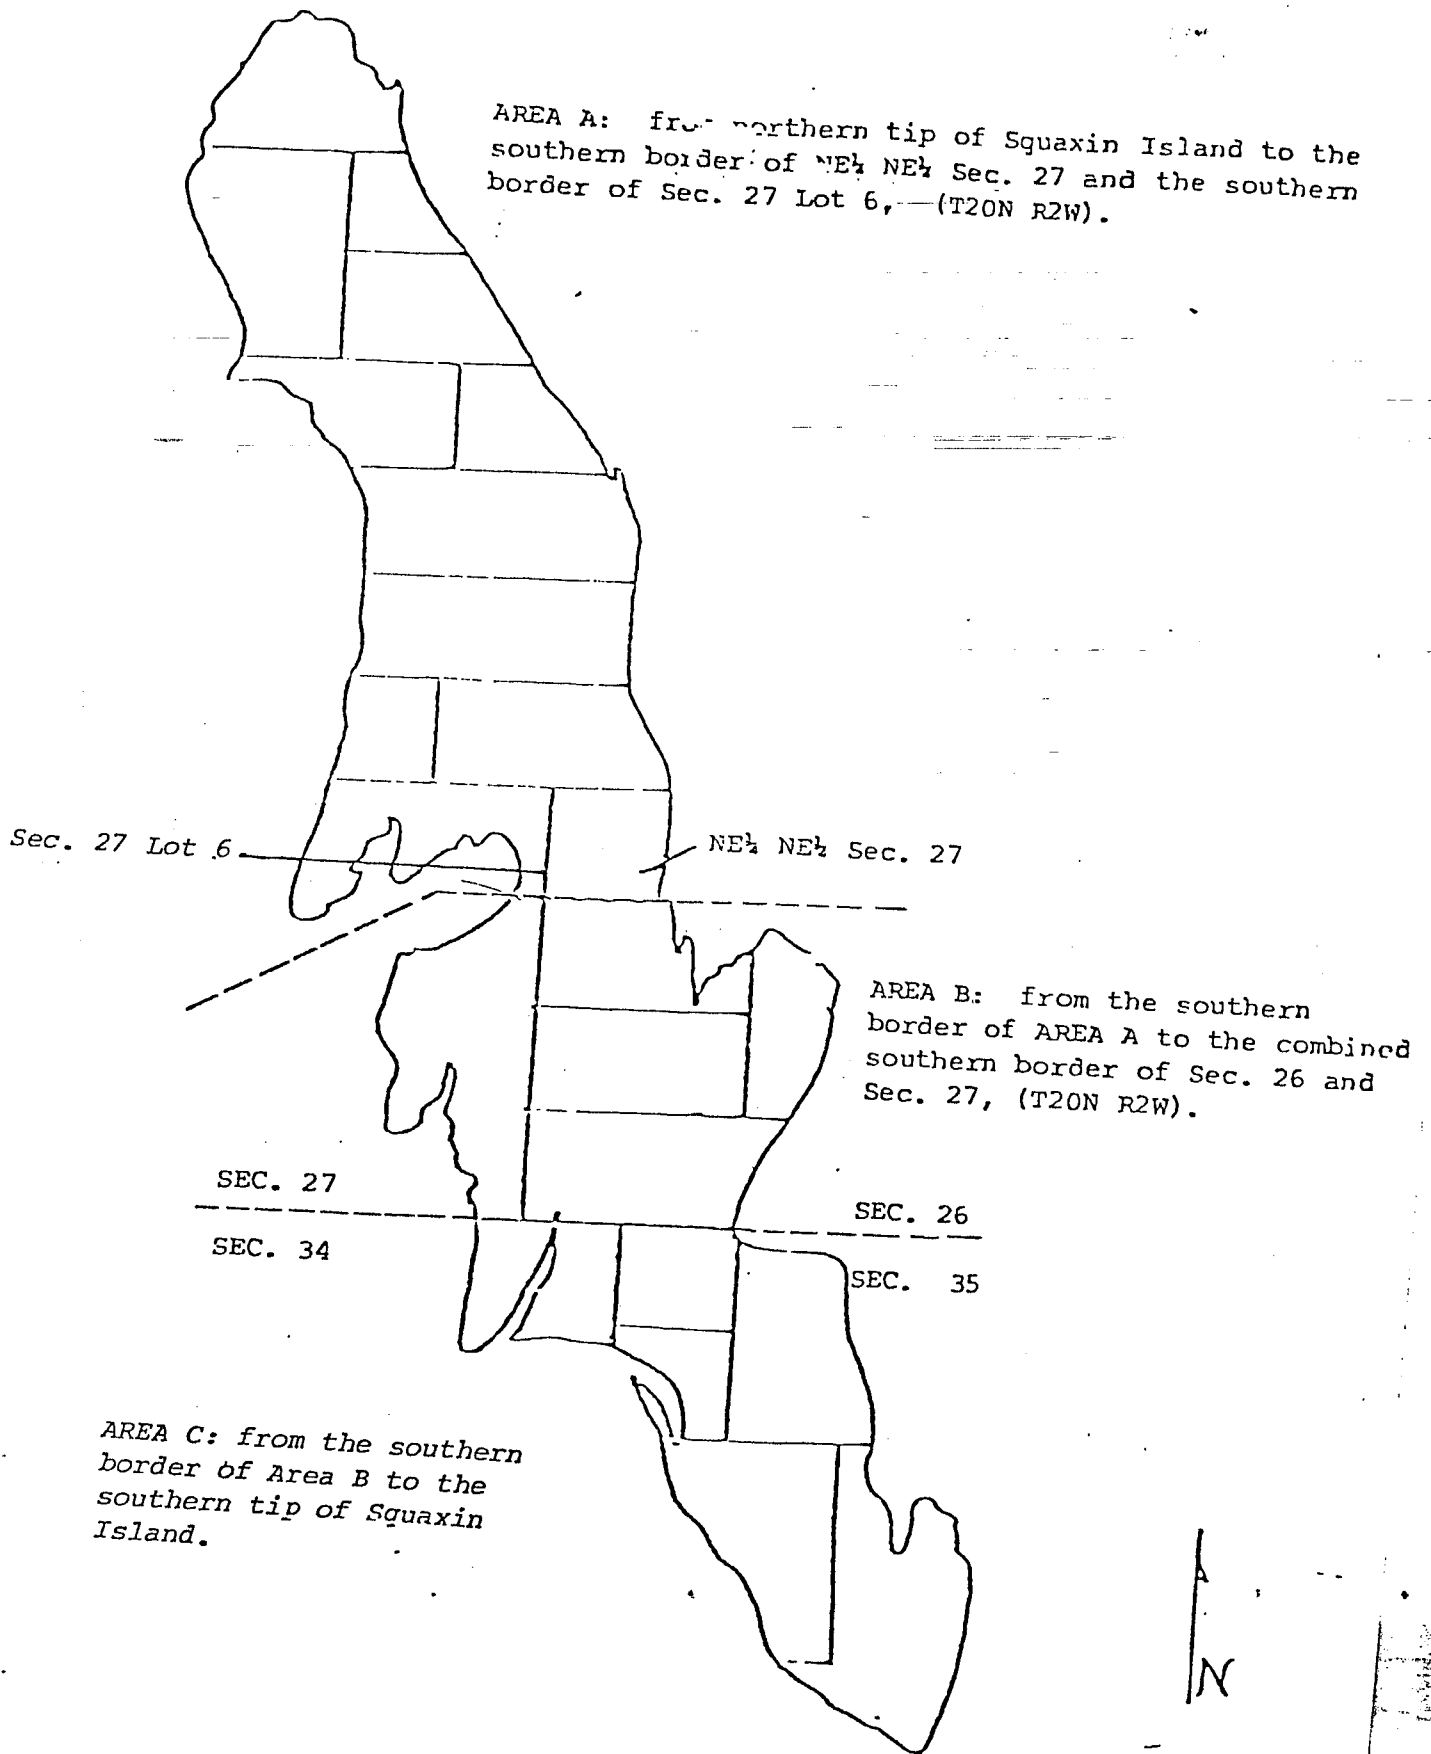 AREA A: northern tip of Squaxin Island to the
southern border of NE¼ NE¼ Sec. 27 and the southern
border of Sec. 27 Lot 6, (T20N R2W).
Sec. 27 Lot 6
NE¼ NE¼ Sec. 27
AREA B: from the southern
border of AREA A to the combined
southern border of Sec. 26 and
Sec. 27, (T20N R2W).
SEC. 27
SEC. 26
SEC. 34
SEC. 35
AREA C: from the southern
border of Area B to the
southern tip of Squaxin
Island.
N